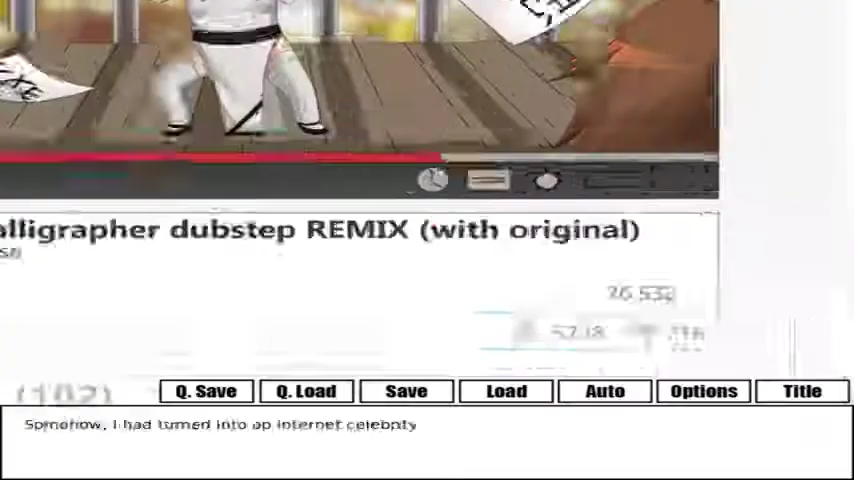 alligrapher dubstep REMIX (with original)
(102)
Q. Save Q. Load Save Load Auto Options Title
Somehow, I had turned into an internet celebrity